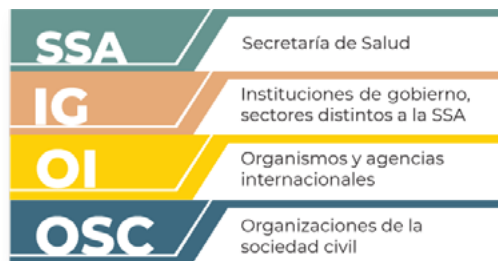 SSA
Secretaría de Salud
IG
Instituciones de gobierno,
sectores distintos a la SSA
OI
Organismos y agencias
internacionales
OSC
Organizaciones de la
sociedad civil